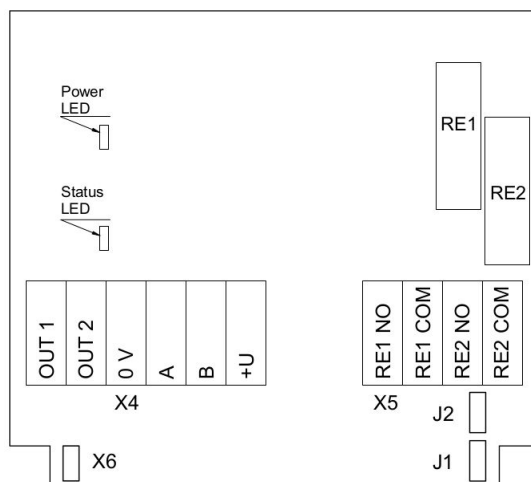 Power
LED
RE1
RE2
Status
LED
OUT 1
OUT 2
0 V
A
B
+U
RE1 NO
RE1 COM
RE2 NO
RE2 COM
X4
X5
J2
X6
J1